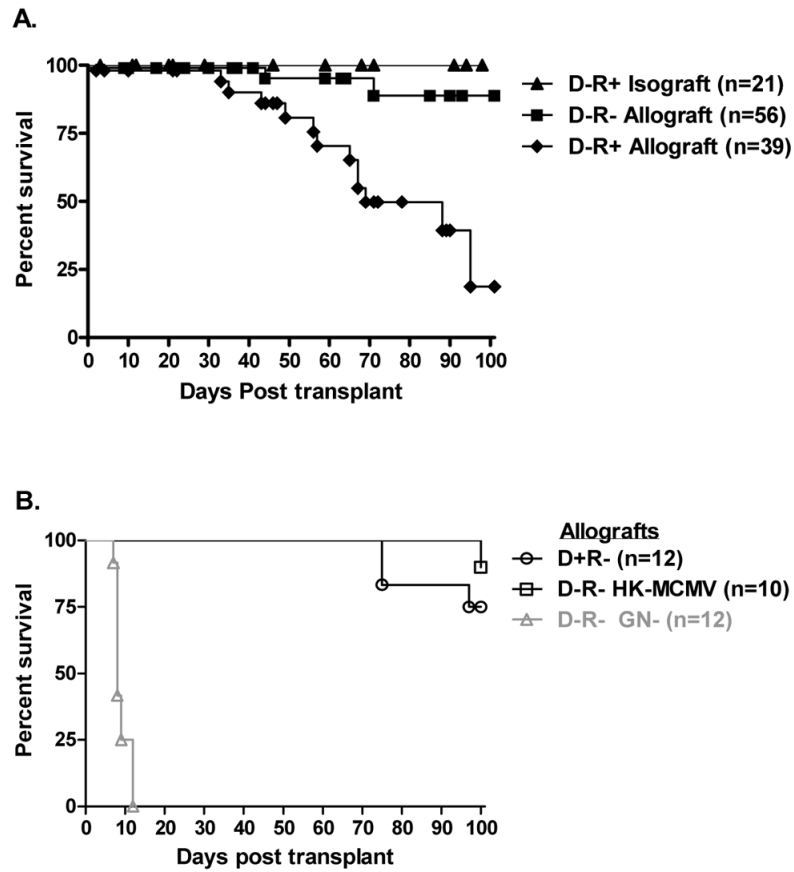 A.
100
75
50
25
0
Percent survival
0 10 20 30 40 50 60 70 80 90 100
Days Post transplant
D-R+ Isograft (n=21)
D-R- Allograft (n=56)
D-R+ Allograft (n=39)
B.
100
75
50
25
0
Percent survival
0 10 20 30 40 50 60 70 80 90 100
Days post transplant
Allografts
D+R- (n=12)
D-R- HK-MCMV (n=10)
D-R- GN- (n=12)